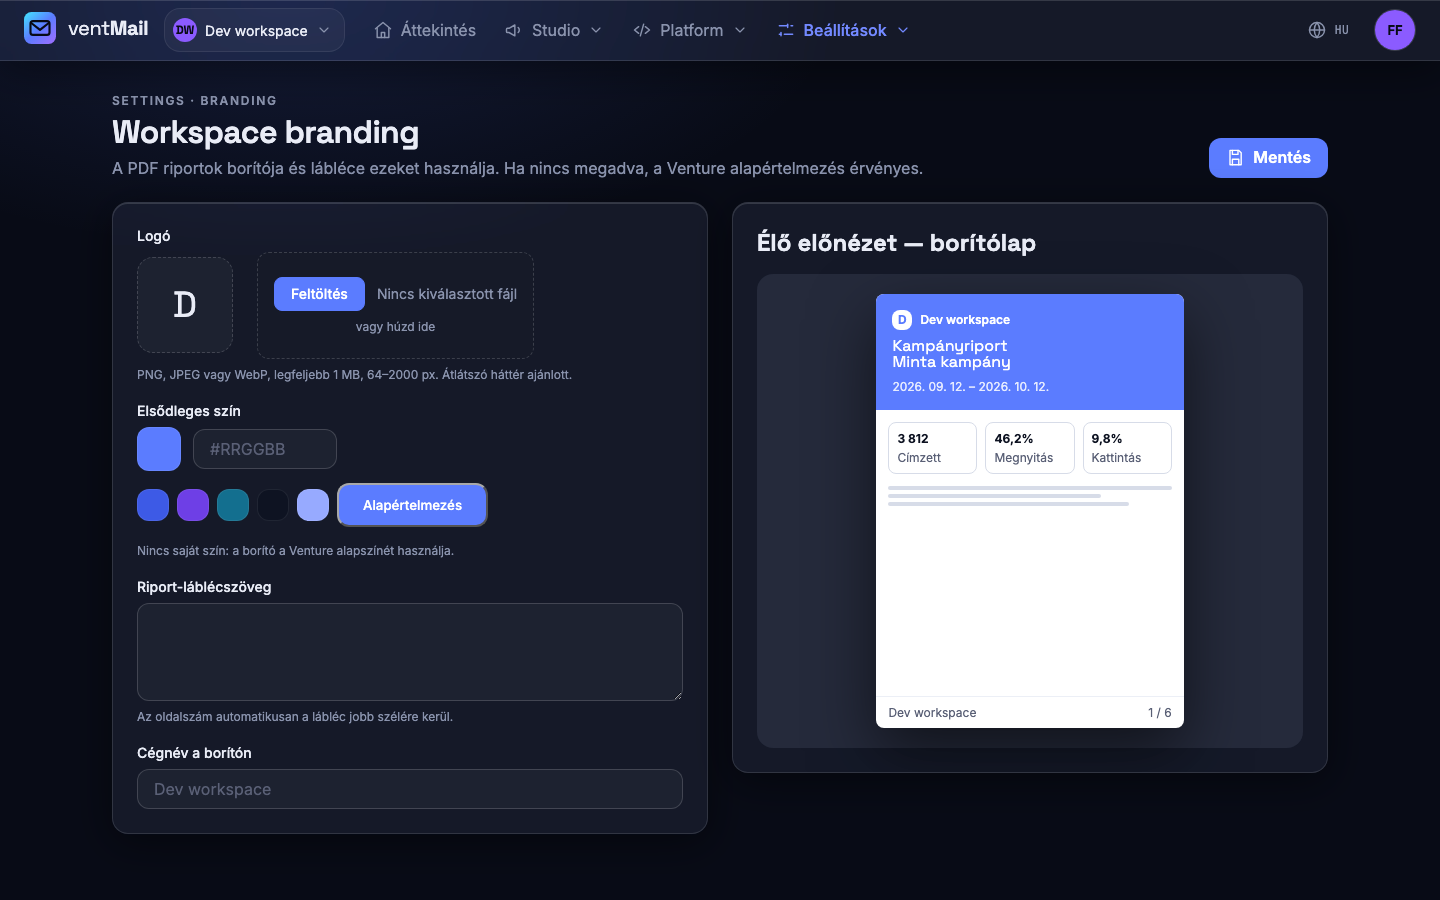 ventMail
DW Dev workspace
Áttekintés
Studio
Platform
Beállítások
HU
FF
SETTINGS · BRANDING
Workspace branding
A PDF riportok borítója és lábléce ezeket használja. Ha nincs megadva, a Venture alapértelmezés érvényes.
Mentés
Logó
D
Feltöltés Nincs kiválasztott fájl
vagy húzd ide
PNG, JPEG vagy WebP, legfeljebb 1 MB, 64–2000 px. Átlátszó háttér ajánlott.
Elsődleges szín
#RRGGBB
Alapértelmezés
Nincs saját szín: a borító a Venture alapszínét használja.
Riport-láblécszöveg
Az oldalszám automatikusan a lábléc jobb szélére kerül.
Cégnév a borítón
Dev workspace
Élő előnézet — borítólap
D Dev workspace
Kampányriport
Minta kampány
2026. 09. 12. – 2026. 10. 12.
3 812 46,2% 9,8%
Címzett Megnyitás Kattintás
Dev workspace 1 / 6